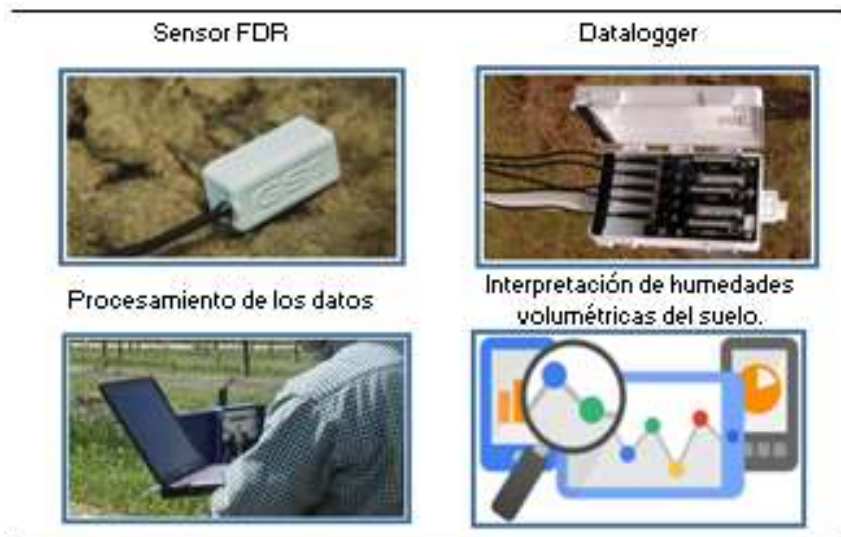 Sensor FDR
Datalogger
Procesamiento de los datos
Interpretación de humedades
volumétricas del suelo.